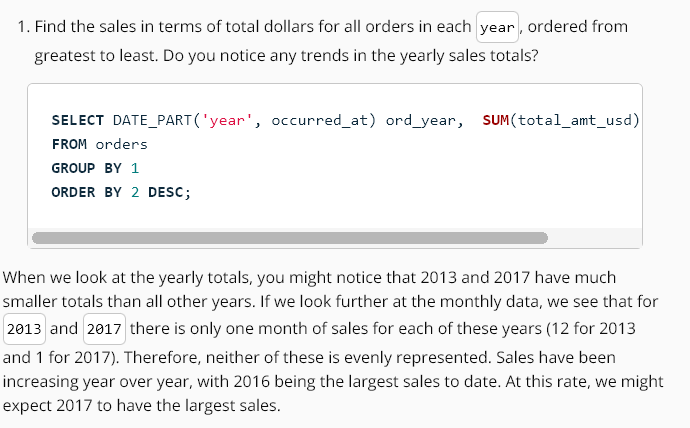 1. Find the sales in terms of total dollars for all orders in each year, ordered from
greatest to least. Do you notice any trends in the yearly sales totals?
SELECT DATE_PART('year', occurred_at) ord_year,  SUM(total_amt_usd)
FROM orders
GROUP BY 1
ORDER BY 2 DESC;
When we look at the yearly totals, you might notice that 2013 and 2017 have much
smaller totals than all other years. If we look further at the monthly data, we see that for
2013 and 2017 there is only one month of sales for each of these years (12 for 2013
and 1 for 2017). Therefore, neither of these is evenly represented. Sales have been
increasing year over year, with 2016 being the largest sales to date. At this rate, we might
expect 2017 to have the largest sales.